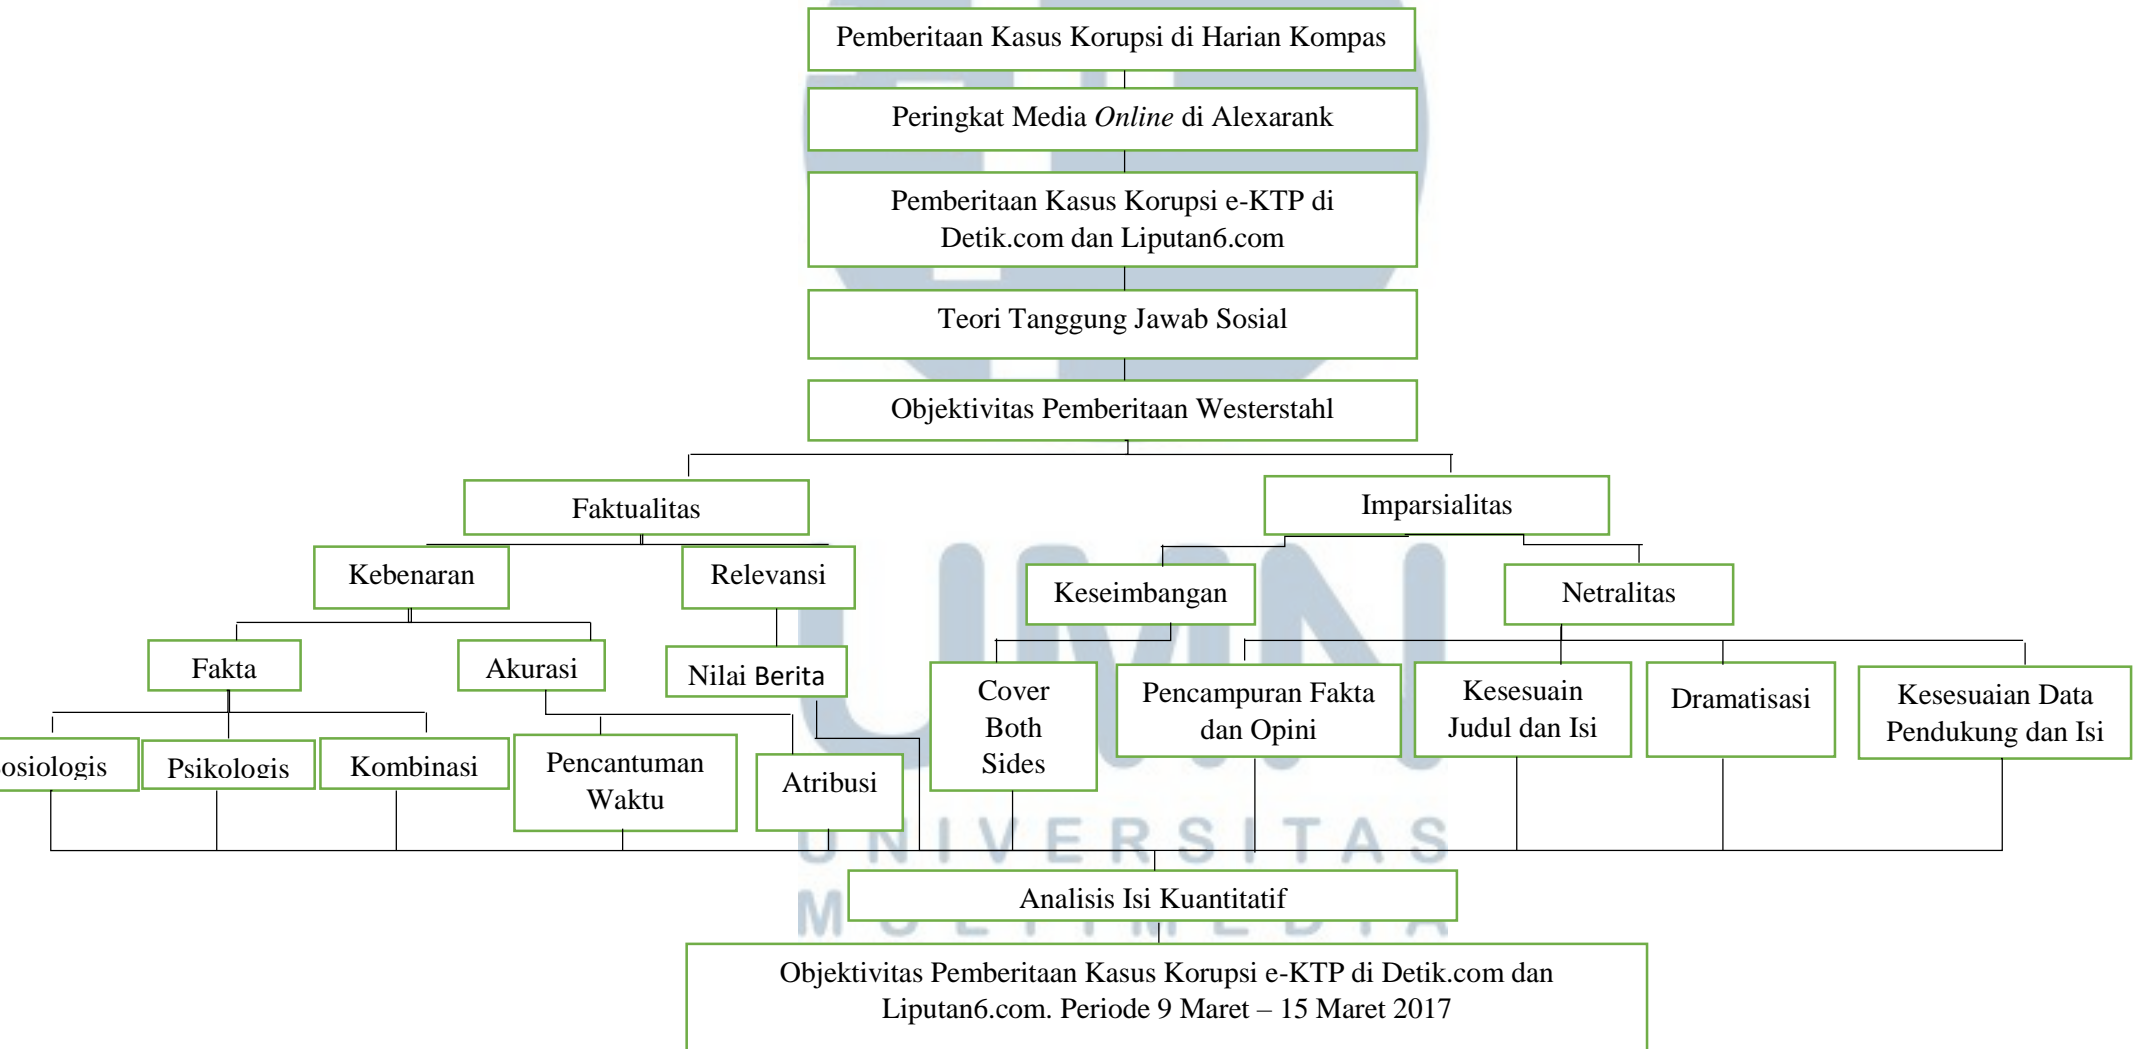 Pemberitaan Kasus Korupsi di Harian Kompas
Peringkat Media Online di Alexarank
Pemberitaan Kasus Korupsi e-KTP di
Detik.com dan Liputan6.com
Teori Tanggung Jawab Sosial
Objektivitas Pemberitaan Westerstahl
Faktualitas
Imparsialitas
Kebenaran
Relevansi
Keseimbangan
Netralitas
Fakta
Akurasi
Nilai Berita
Cover
Both
Sides
Pencampuran Fakta
dan Opini
Kesesuain
Judul dan Isi
Dramatisasi
Kesesuaian Data
Pendukung dan Isi
osiologis
Psikologis
Kombinasi
Pencantuman
Waktu
Atribusi
UMN
UNIVERSITAS
MULTIMEDIA
Analisis Isi Kuantitatif
Objektivitas Pemberitaan Kasus Korupsi e-KTP di Detik.com dan
Liputan6.com. Periode 9 Maret – 15 Maret 2017